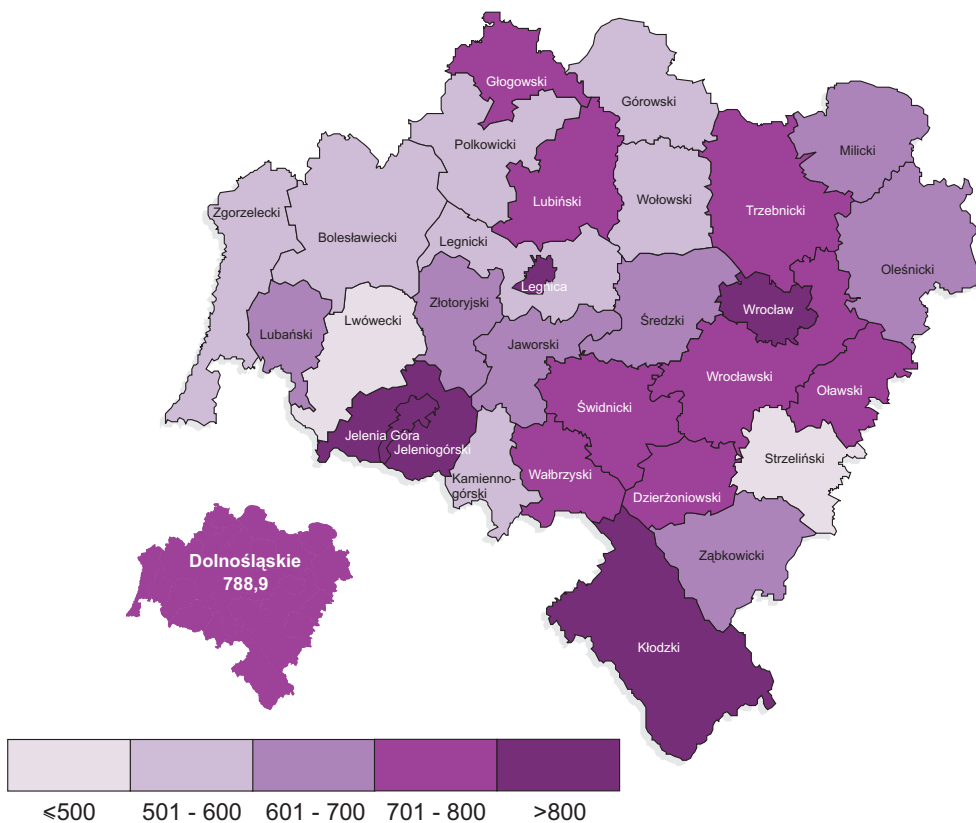 Głogowski
Górowski
Polkowicki
Milicki
Lubiński
Wołowski
Trzebnicki
Zgorzelecki
Bolesławiecki
Legnicki
Oleśnicki
Legnica
Złotoryjski
Wrocław
Lubański
Lwówecki
Średzki
Jaworski
Wrocławski
Oławski
Świdnicki
Jelenia Góra
Jeleniogórski
Strzeliński
Wałbrzyski
Kamienno-
górski
Dzierżoniowski
Ząbkowicki
Dolnośląskie
788,9
Kłodzki
≤500
501 - 600
601 - 700
701 - 800
>800